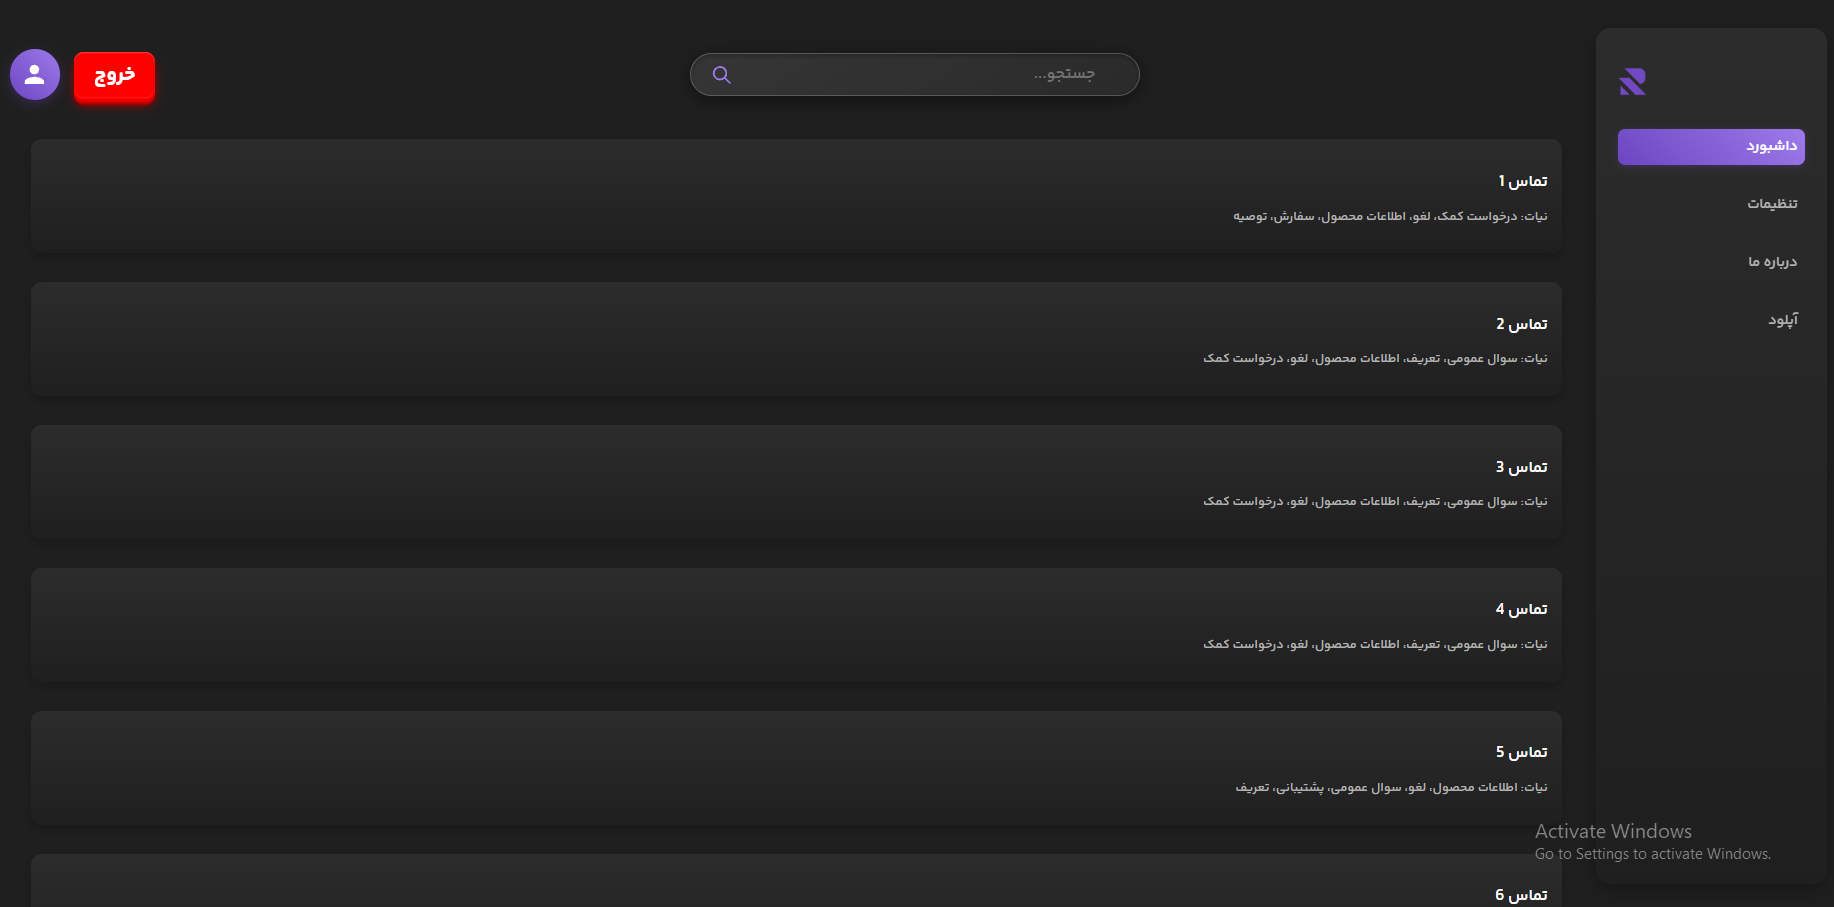 خروج
جستجو...
داشبورد
تنظیمات
درباره ما
آپلود
تماس 1
نیات: درخواست کمک، لغو، اطلاعات محصول، سفارش، توصیه
تماس 2
نیات: سوال عمومی، تعریف، اطلاعات محصول، لغو، درخواست کمک
تماس 3
نیات: سوال عمومی، تعریف، اطلاعات محصول، لغو، درخواست کمک
تماس 4
نیات: سوال عمومی، تعریف، اطلاعات محصول، لغو، درخواست کمک
تماس 5
نیات: اطلاعات محصول، لغو، سوال عمومی، پشتیبانی، تعریف
تماس 6
Activate Windows
Go to Settings to activate Windows.